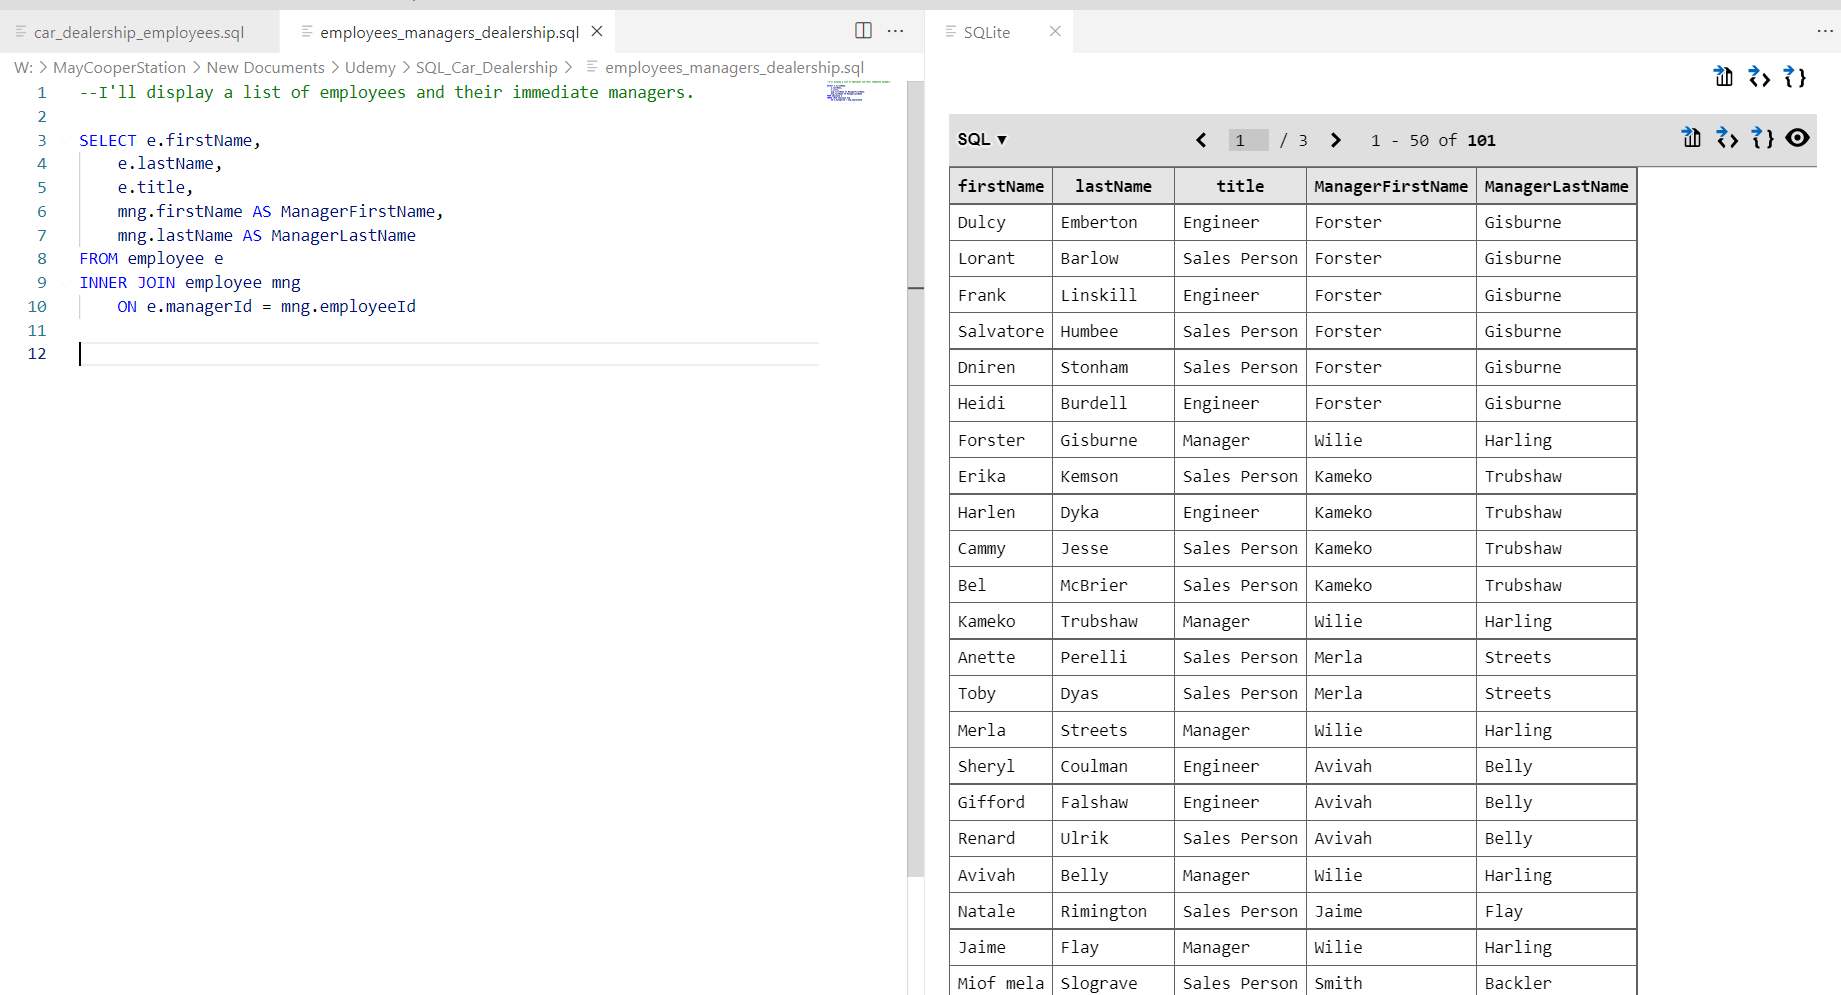 car_dealership_employees.sql
employees_managers_dealership.sql
W: > MayCooperStation > New Documents > Udemy > SQL_Car_Dealership > employees_managers_dealership.sql
1 --I'll display a list of employees and their immediate managers.
2
3 SELECT e.firstName,
4 e.lastName,
5 e.title,
6 mng.firstName AS ManagerFirstName,
7 mng.lastName AS ManagerLastName
8 FROM employee e
9 INNER JOIN employee mng
10 ON e.managerId = mng.employeeId
11
12
SQLite
SQL ▼ 1 / 3 1 - 50 of 101
firstName lastName title ManagerFirstName ManagerLastName
Dulcy Emberton Engineer Forster Gisburne
Lorant Barlow Sales Person Forster Gisburne
Frank Linskill Engineer Forster Gisburne
Salvatore Humbee Sales Person Forster Gisburne
Dniren Stonham Sales Person Forster Gisburne
Heidi Burdell Engineer Forster Gisburne
Forster Gisburne Manager Wilie Harling
Erika Kemson Sales Person Kameko Trubshaw
Harlen Dyka Engineer Kameko Trubshaw
Cammy Jesse Sales Person Kameko Trubshaw
Bel McBrier Sales Person Kameko Trubshaw
Kameko Trubshaw Manager Wilie Harling
Anette Perelli Sales Person Merla Streets
Toby Dyas Sales Person Merla Streets
Merla Streets Manager Wilie Harling
Sheryl Coulman Engineer Avivah Belly
Gifford Falshaw Engineer Avivah Belly
Renard Ulrik Sales Person Avivah Belly
Avivah Belly Manager Wilie Harling
Natale Rimington Sales Person Jaime Flay
Jaime Flay Manager Wilie Harling
Miof mela Slograve Sales Person Smith Backler